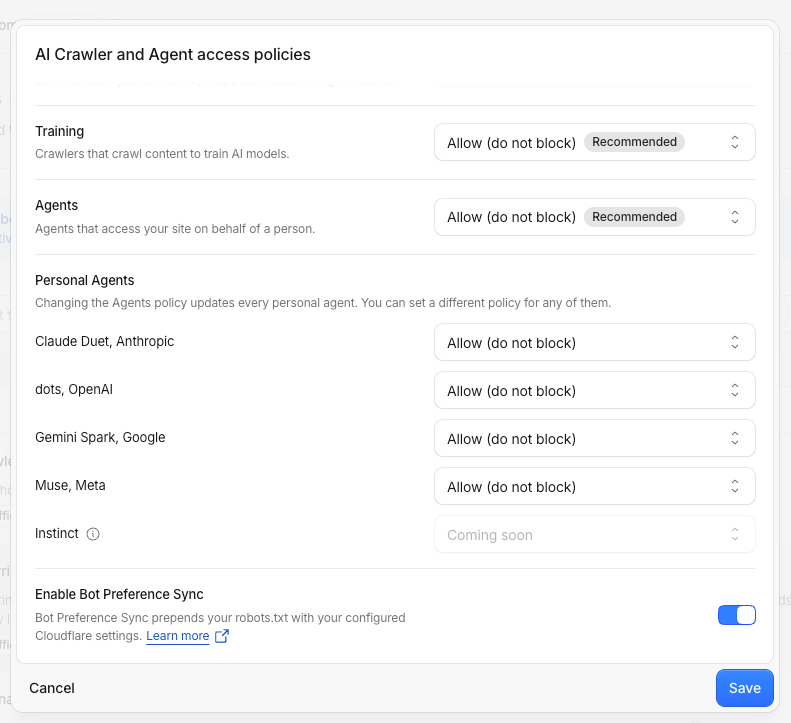 AI Crawler and Agent access policies
Training
Allow (do not block) Recommended
Crawlers that crawl content to train AI models.
Agents
Allow (do not block) Recommended
Agents that access your site on behalf of a person.
Personal Agents
Changing the Agents policy updates every personal agent. You can set a different policy for any of them.
Claude Duet, Anthropic
Allow (do not block)
dots, OpenAI
Allow (do not block)
Gemini Spark, Google
Allow (do not block)
Muse, Meta
Allow (do not block)
Instinct
Coming soon
Enable Bot Preference Sync
Bot Preference Sync prepends your robots.txt with your configured
Cloudflare settings. Learn more
Cancel
Save